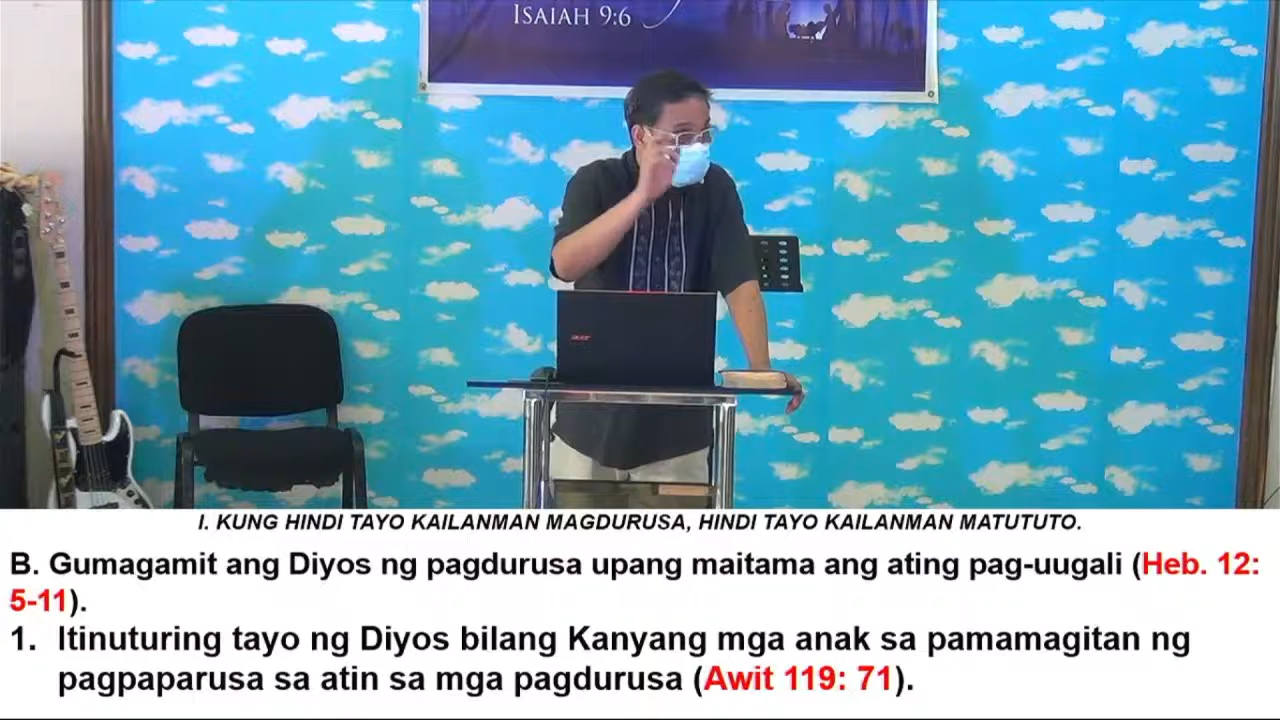 ISAIAH 9:6
acer
I. KUNG HINDI TAYO KAILANMAN MAGDURUSA, HINDI TAYO KAILANMAN MATUTUTO.
B. Gumagamit ang Diyos ng pagdurusa upang maitama ang ating pag-uugali (Heb. 12:
5-11).
1. Itinuturing tayo ng Diyos bilang Kanyang mga anak sa pamamagitan ng
pagpaparusa sa atin sa mga pagdurusa (Awit 119: 71).